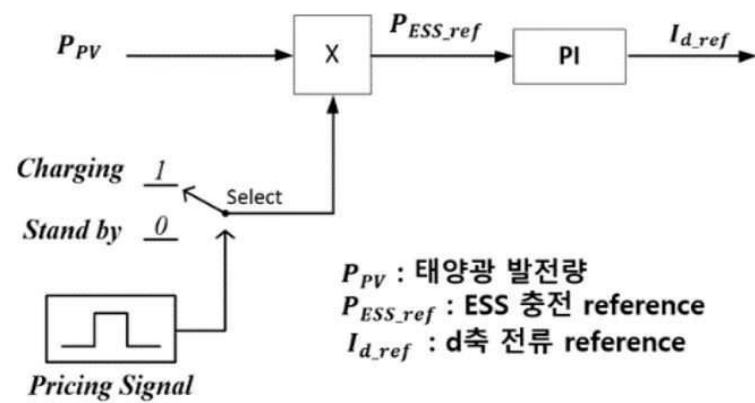 P_PV
X
P_ESS_ref
PI
I_d_ref
Charging 1
Select
Stand by 0
Pricing Signal
P_PV : 태양광 발전량
P_ESS_ref : ESS 충전 reference
I_d_ref : d축 전류 reference